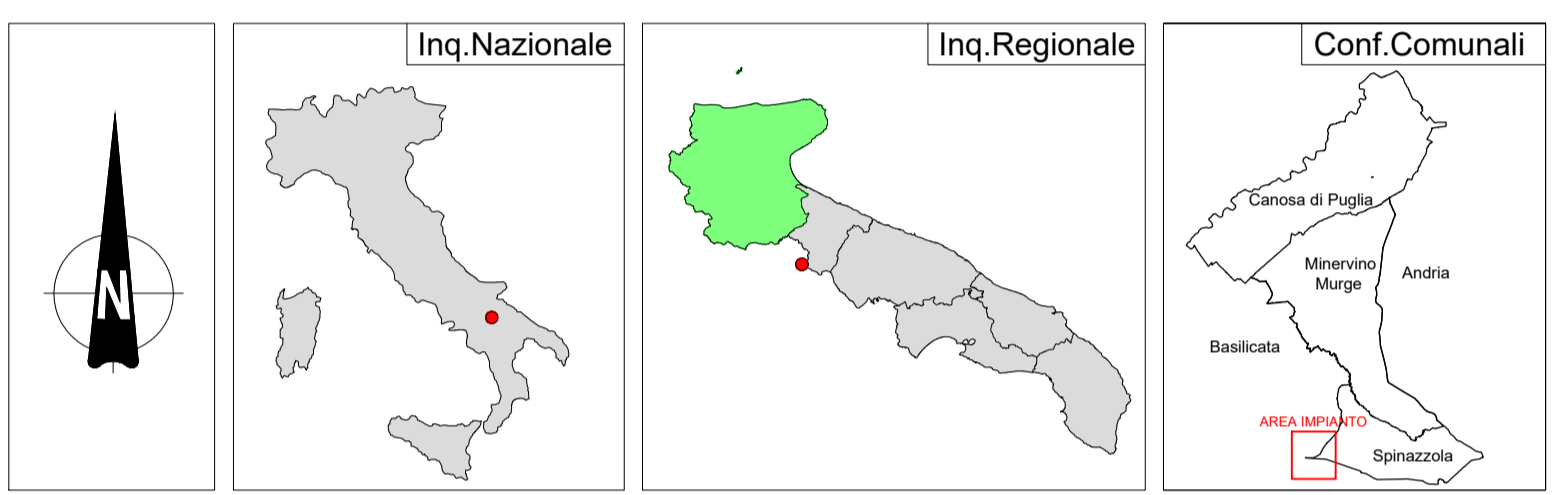 N
Inq.Nazionale
Inq.Regionale
Conf.Comunali
Canosa di Puglia
Minervino
Murge
Andria
Basilicata
AREA IMPIANTO
Spinazzola